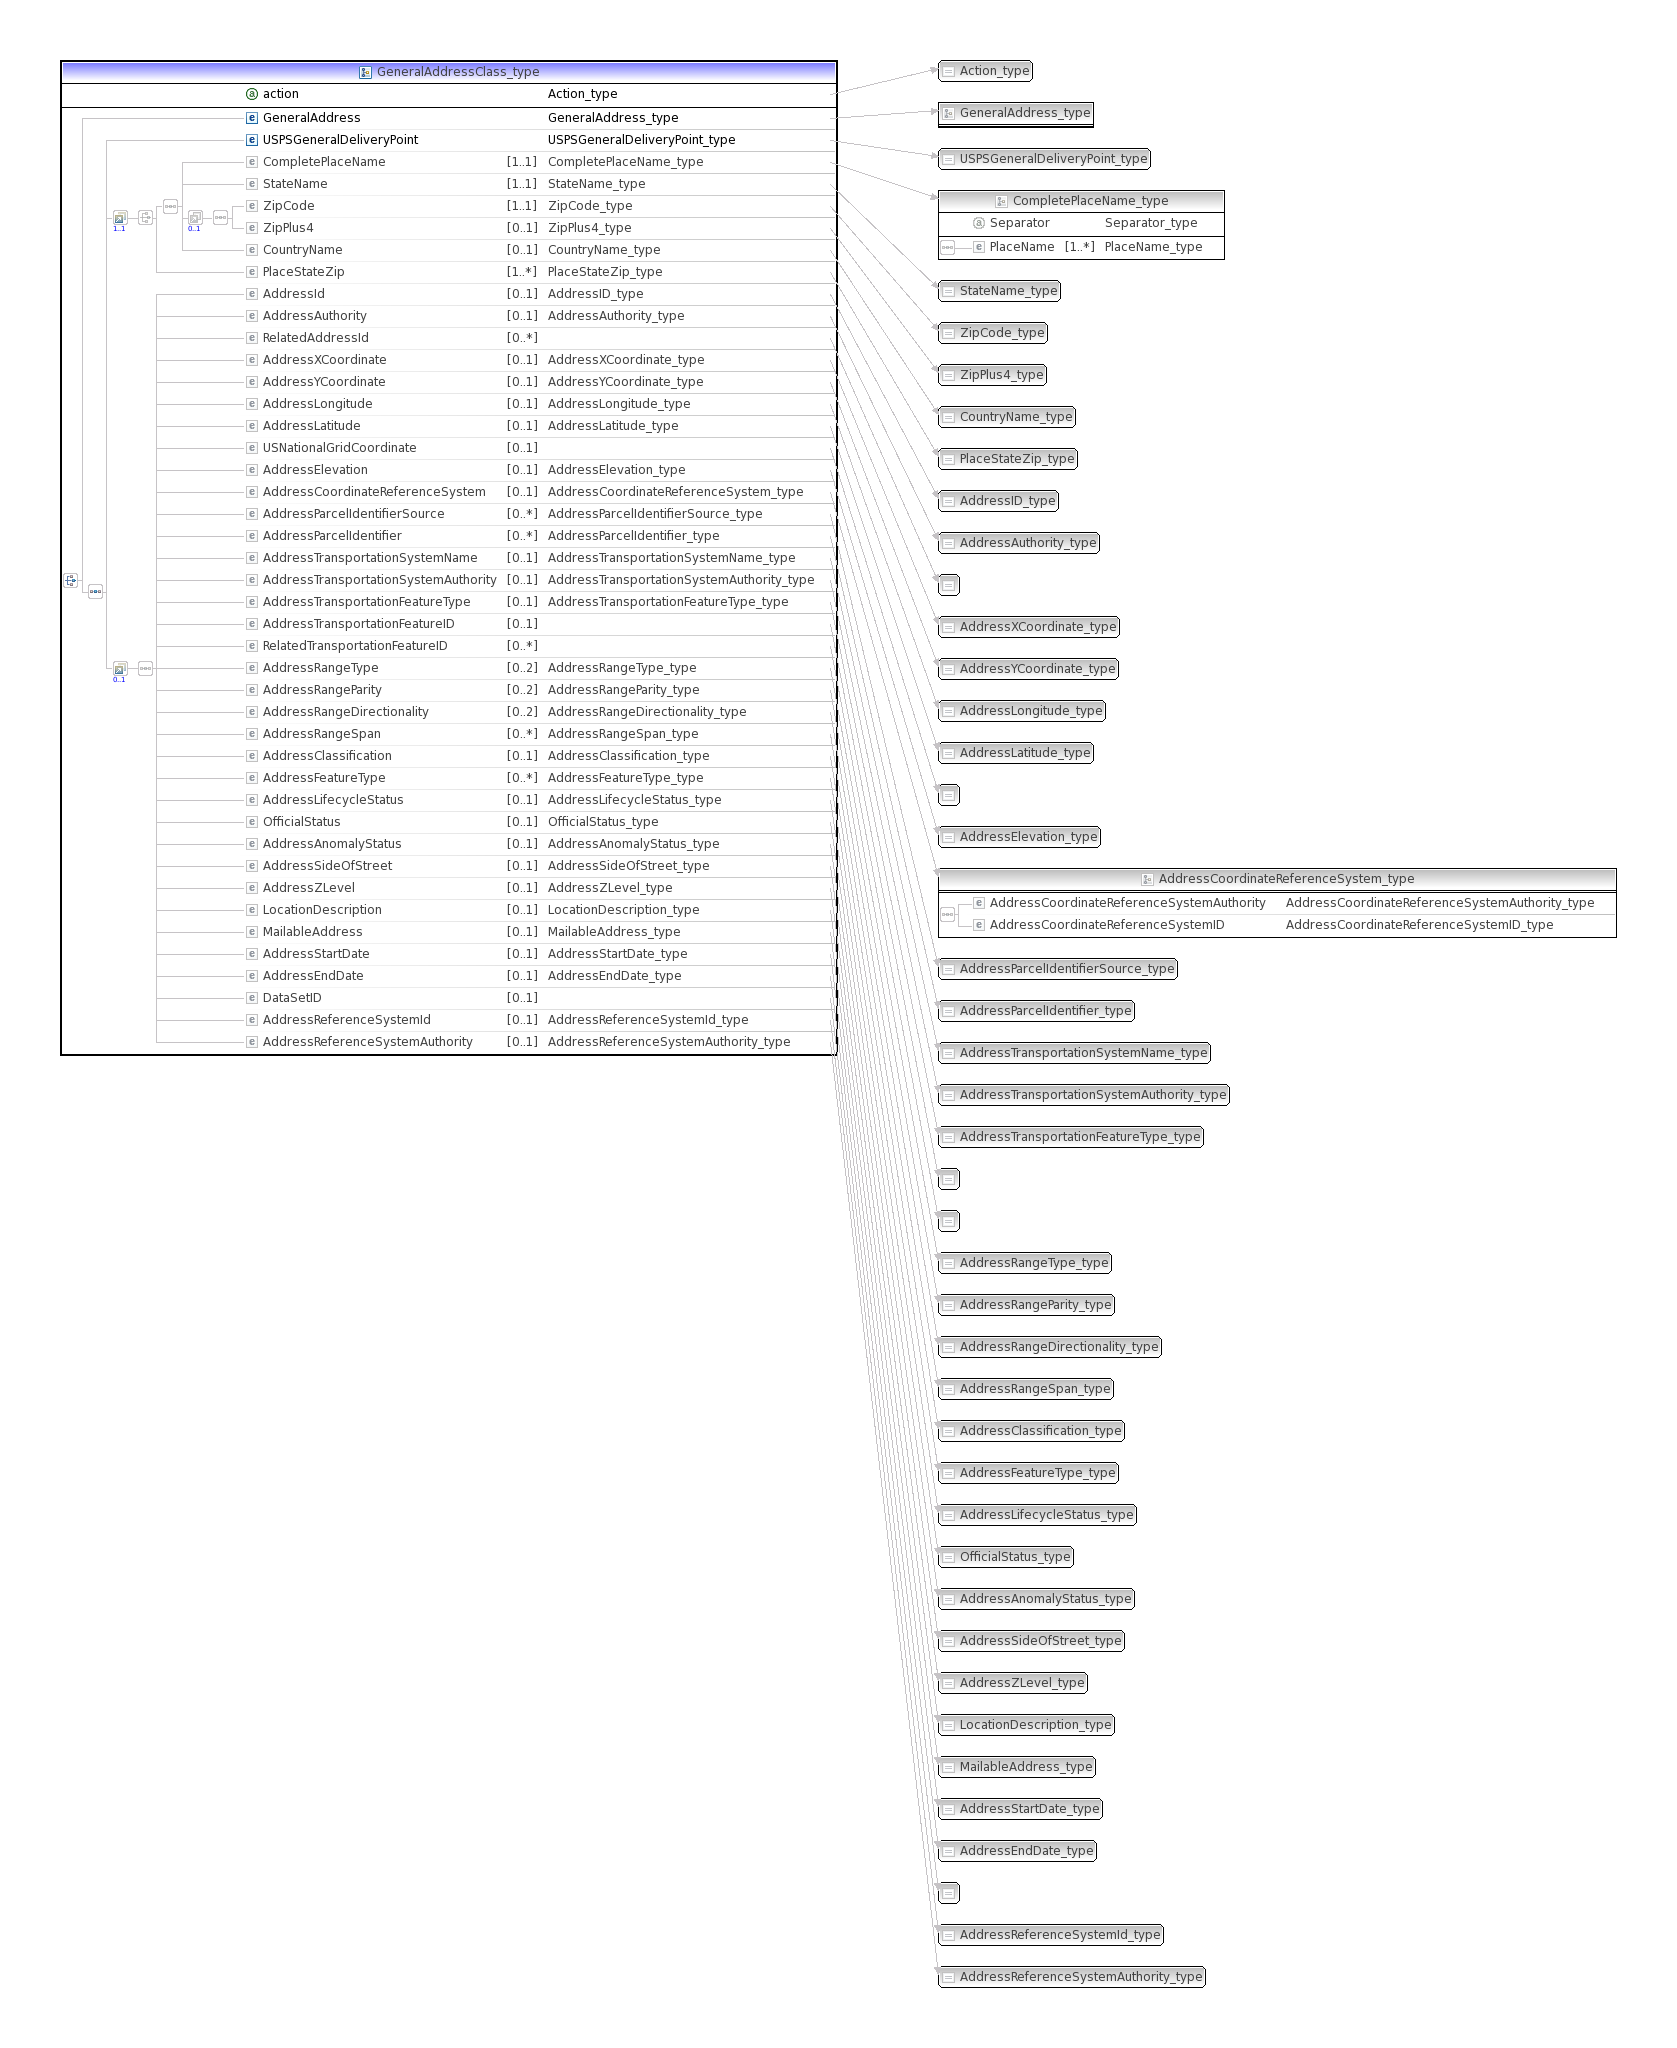 GeneralAddressClass_type
action Action_type
GeneralAddress GeneralAddress_type
USPSGeneralDeliveryPoint USPSGeneralDeliveryPoint_type
CompletePlaceName [1..1] CompletePlaceName_type
StateName [1..1] StateName_type
ZipCode [1..1] ZipCode_type
1..1 0..1
ZipPlus4 [0..1] ZipPlus4_type
CountryName [0..1] CountryName_type
PlaceStateZip [1..*] PlaceStateZip_type
AddressId [0..1] AddressID_type
AddressAuthority [0..1] AddressAuthority_type
RelatedAddressId [0..*]
AddressXCoordinate [0..1] AddressXCoordinate_type
AddressYCoordinate [0..1] AddressYCoordinate_type
AddressLongitude [0..1] AddressLongitude_type
AddressLatitude [0..1] AddressLatitude_type
USNationalGridCoordinate [0..1]
AddressElevation [0..1] AddressElevation_type
AddressCoordinateReferenceSystem [0..1] AddressCoordinateReferenceSystem_type
AddressParcelIdentifierSource [0..*] AddressParcelIdentifierSource_type
AddressParcelIdentifier [0..*] AddressParcelIdentifier_type
AddressTransportationSystemName [0..1] AddressTransportationSystemName_type
AddressTransportationSystemAuthority [0..1] AddressTransportationSystemAuthority_type
AddressTransportationFeatureType [0..1] AddressTransportationFeatureType_type
AddressTransportationFeatureID [0..1]
RelatedTransportationFeatureID [0..*]
AddressRangeType [0..2] AddressRangeType_type
0..1
AddressRangeParity [0..2] AddressRangeParity_type
AddressRangeDirectionality [0..2] AddressRangeDirectionality_type
AddressRangeSpan [0..*] AddressRangeSpan_type
AddressClassification [0..1] AddressClassification_type
AddressFeatureType [0..*] AddressFeatureType_type
AddressLifecycleStatus [0..1] AddressLifecycleStatus_type
OfficialStatus [0..1] OfficialStatus_type
AddressAnomalyStatus [0..1] AddressAnomalyStatus_type
AddressSideOfStreet [0..1] AddressSideOfStreet_type
AddressZLevel [0..1] AddressZLevel_type
LocationDescription [0..1] LocationDescription_type
MailableAddress [0..1] MailableAddress_type
AddressStartDate [0..1] AddressStartDate_type
AddressEndDate [0..1] AddressEndDate_type
DataSetID [0..1]
AddressReferenceSystemId [0..1] AddressReferenceSystemId_type
AddressReferenceSystemAuthority [0..1] AddressReferenceSystemAuthority_type
Action_type
GeneralAddress_type
USPSGeneralDeliveryPoint_type
CompletePlaceName_type
Separator Separator_type
PlaceName [1..*] PlaceName_type
StateName_type
ZipCode_type
ZipPlus4_type
CountryName_type
PlaceStateZip_type
AddressID_type
AddressAuthority_type
AddressXCoordinate_type
AddressYCoordinate_type
AddressLongitude_type
AddressLatitude_type
AddressElevation_type
AddressCoordinateReferenceSystem_type
AddressCoordinateReferenceSystemAuthority AddressCoordinateReferenceSystemAuthority_type
AddressCoordinateReferenceSystemID AddressCoordinateReferenceSystemID_type
AddressParcelIdentifierSource_type
AddressParcelIdentifier_type
AddressTransportationSystemName_type
AddressTransportationSystemAuthority_type
AddressTransportationFeatureType_type
AddressRangeType_type
AddressRangeParity_type
AddressRangeDirectionality_type
AddressRangeSpan_type
AddressClassification_type
AddressFeatureType_type
AddressLifecycleStatus_type
OfficialStatus_type
AddressAnomalyStatus_type
AddressSideOfStreet_type
AddressZLevel_type
LocationDescription_type
MailableAddress_type
AddressStartDate_type
AddressEndDate_type
AddressReferenceSystemId_type
AddressReferenceSystemAuthority_type